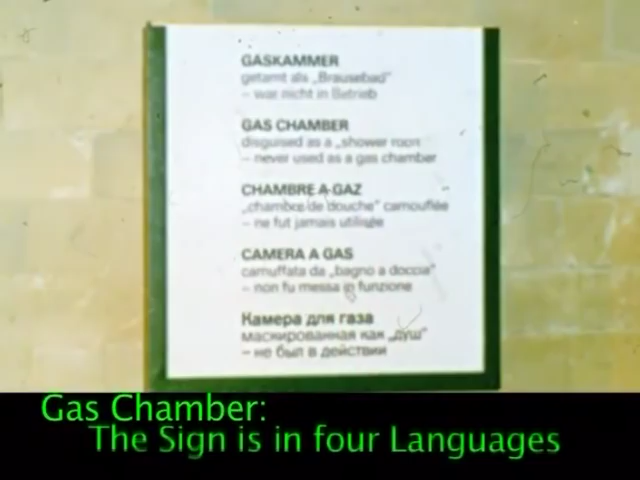 GASKAMMER
getarnt als „Brausebad"
– war nicht in Betrieb
GAS CHAMBER
disguised as a „shower room
– never used as a gas chamber
CHAMBRE A GAZ
„chambre de douche" camouflée
– ne fut jamais utilisée
CAMERA A GAS
camuffata da „bagno a doccia"
– non fu messa in funzione
Камера для газа
маскированная как „душ"
– не был в действии
Gas Chamber:
The Sign is in four Languages